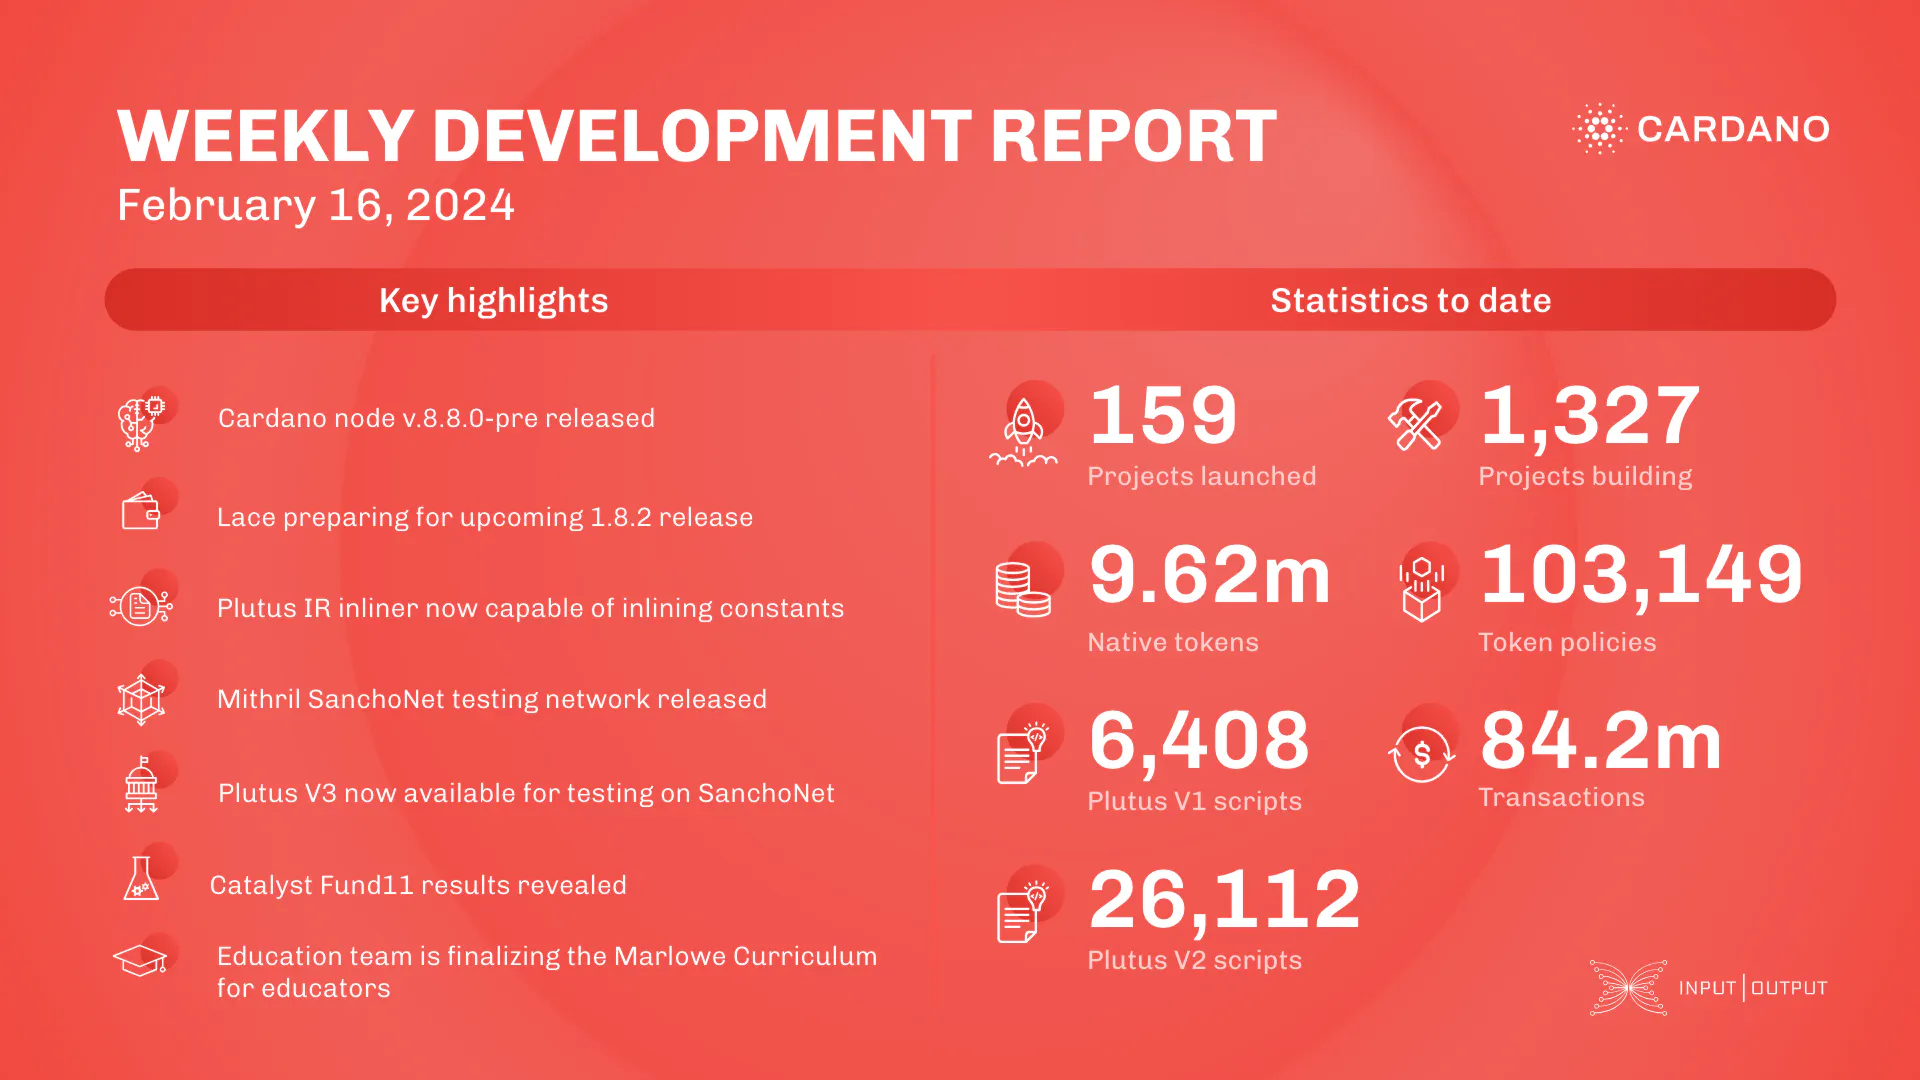 WEEKLY DEVELOPMENT REPORT
February 16, 2024
CARDANO
Key highlights
Statistics to date
Cardano node v.8.8.0-pre released
Lace preparing for upcoming 1.8.2 release
Plutus IR inliner now capable of inlining constants
Mithril SanchoNet testing network released
Plutus V3 now available for testing on SanchoNet
Catalyst Fund11 results revealed
Education team is finalizing the Marlowe Curriculum
for educators
159
Projects launched
1,327
Projects building
9.62m
Native tokens
103,149
Token policies
6,408
Plutus V1 scripts
$
84.2m
Transactions
26,112
Plutus V2 scripts
INPUT | OUTPUT